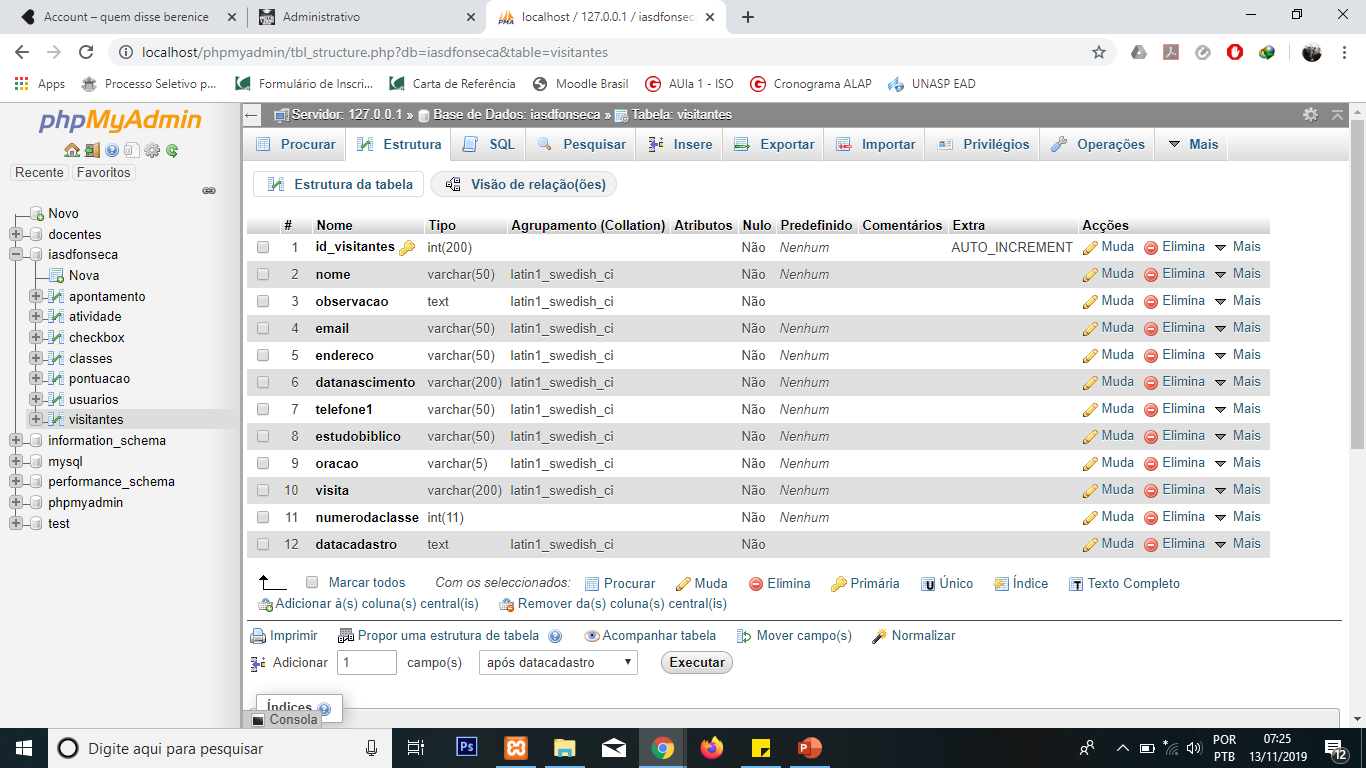 Account – quem disse berenice
Administrativo
localhost / 127.0.0.1 / iasdfonsec
localhost/phpmyadmin/tbl_structure.php?db=iasdfonseca&table=visitantes
Apps Processo Seletivo p... Formulário de Inscri... Carta de Referência Moodle Brasil AUla 1 - ISO Cronograma ALAP UNASP EAD
phpMyAdmin
Recente Favoritos
Novo
docentes
iasdfonseca
Nova
apontamento
atividade
checkbox
classes
pontuacao
usuarios
visitantes
information_schema
mysql
performance_schema
phpmyadmin
test
Servidor: 127.0.0.1 » Base de Dados: iasdfonseca » Tabela: visitantes
Procurar Estrutura SQL Pesquisar Insere Exportar Importar Privilégios Operações Mais
Estrutura da tabela Visão de relação(ões)
# Nome Tipo Agrupamento (Collation) Atributos Nulo Predefinido Comentários Extra Acções
1 id_visitantes int(200) Não Nenhum AUTO_INCREMENT Muda Elimina Mais
2 nome varchar(50) latin1_swedish_ci Não Nenhum Muda Elimina Mais
3 observacao text latin1_swedish_ci Não Muda Elimina Mais
4 email varchar(50) latin1_swedish_ci Não Nenhum Muda Elimina Mais
5 endereco varchar(50) latin1_swedish_ci Não Nenhum Muda Elimina Mais
6 datanascimento varchar(200) latin1_swedish_ci Não Nenhum Muda Elimina Mais
7 telefone1 varchar(50) latin1_swedish_ci Não Nenhum Muda Elimina Mais
8 estudobiblico varchar(50) latin1_swedish_ci Não Nenhum Muda Elimina Mais
9 oracao varchar(5) latin1_swedish_ci Não Nenhum Muda Elimina Mais
10 visita varchar(200) latin1_swedish_ci Não Nenhum Muda Elimina Mais
11 numerodaclasse int(11) Não Nenhum Muda Elimina Mais
12 datacadastro text latin1_swedish_ci Não Muda Elimina Mais
Marcar todos Com os seleccionados: Procurar Muda Elimina Primária Único Índice Texto Completo
Adicionar à(s) coluna(s) central(is) Remover da(s) coluna(s) central(is)
Imprimir Propor uma estrutura de tabela Acompanhar tabela Mover campo(s) Normalizar
Adicionar 1 campo(s) após datacadastro Executar
Índices
Consola
Digite aqui para pesquisar
POR
PTB
07:25
13/11/2019
12